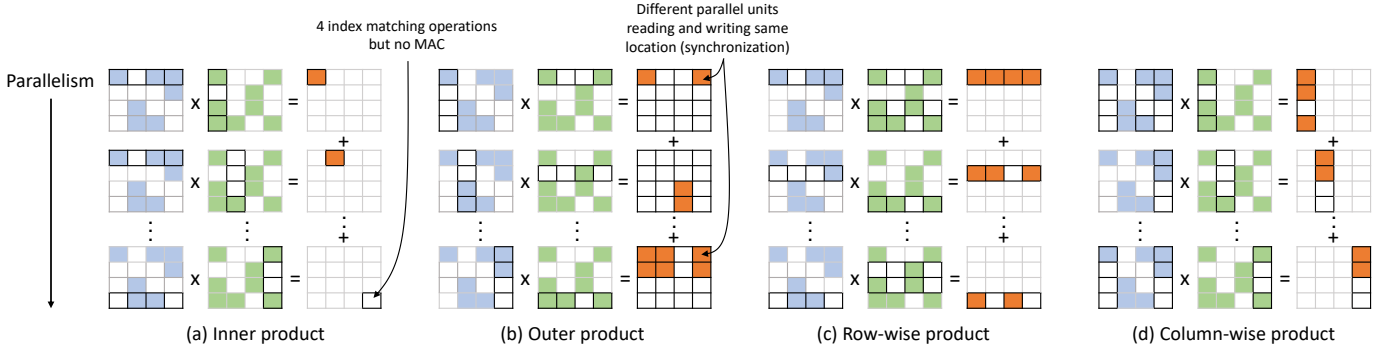 Different parallel units
reading and writing same
location (synchronization)
4 index matching operations
but no MAC
Parallelism
x = x = x = x =
+ + + +
x = x = x = x =
⋮ ⋮ ⋮ ⋮ ⋮ ⋮ ⋮ ⋮ ⋮ ⋮ ⋮ ⋮
+ + + +
x = x = x = x =
(a) Inner product
(b) Outer product
(c) Row-wise product
(d) Column-wise product